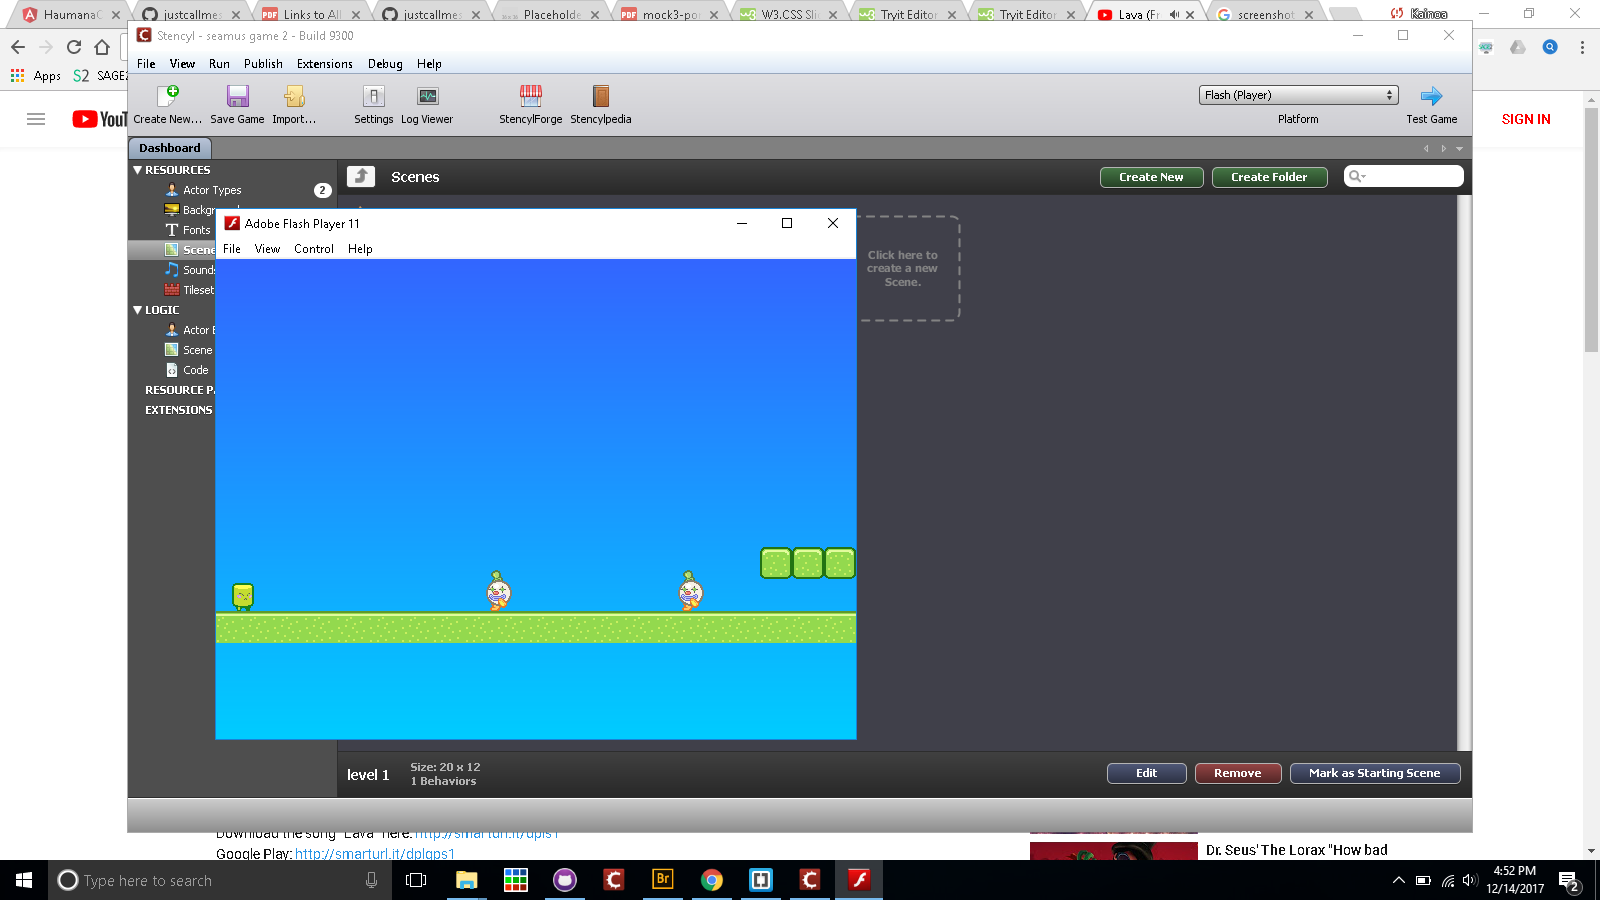 HaumanaC
justcallme
Links to All
justcallme
Placeholde
mock3-po
W3.CSS Sli
Tryit Editor
Tryit Editor
Lava (Fr
screenshot
Kainoa
Stencyl - seamus game 2 - Build 9300
File View Run Publish Extensions Debug Help
Apps S2 SAGE2
Create New... Save Game Import... Settings Log Viewer StencylForge Stencylpedia
Flash (Player)
Platform
Test Game
YouT
SIGN IN
Dashboard
RESOURCES
Actor Types 2
Backgr
Fonts
Scene
Sounds
Tileset
LOGIC
Actor B
Scene
Code
RESOURCE PA
EXTENSIONS
Scenes
Create New
Create Folder
Adobe Flash Player 11
File View Control Help
Click here to
create a new
Scene.
level 1
Size: 20 x 12
1 Behaviors
Edit
Remove
Mark as Starting Scene
Download the song "Lava" here: http://smarturl.it/dpls1
Google Play: http://smarturl.it/dplgps1
Dr. Seus' The Lorax "How bad
Type here to search
Br
4:52 PM
12/14/2017
2